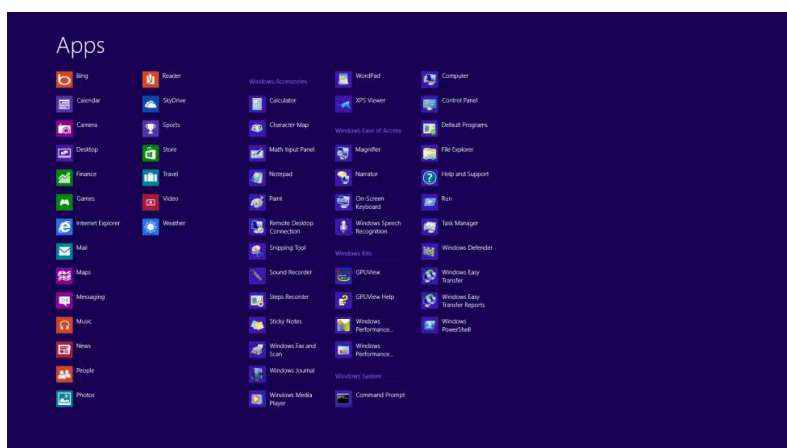 Apps
Bing
Calendar
Camera
Desktop
Finance
Games
Internet Explorer
Mail
Maps
Messaging
Music
News
People
Photos
Reader
SkyDrive
Sports
Store
Travel
Video
Weather
Windows Accessories
Calculator
Character Map
Math Input Panel
Notepad
Paint
Remote Desktop
Connection
Snipping Tool
Sound Recorder
Steps Recorder
Sticky Notes
Windows Fax and
Scan
Windows Journal
Windows Media
Player
WordPad
XPS Viewer
Windows Ease of Access
Magnifier
Narrator
On-Screen
Keyboard
Windows Speech
Recognition
Windows Kits
GPUView
GPUView Help
Windows
Performance...
Windows
Performance...
Windows System
Command Prompt
Computer
Control Panel
Default Programs
File Explorer
Help and Support
Run
Task Manager
Windows Defender
Windows Easy
Transfer
Windows Easy
Transfer Reports
Windows
PowerShell